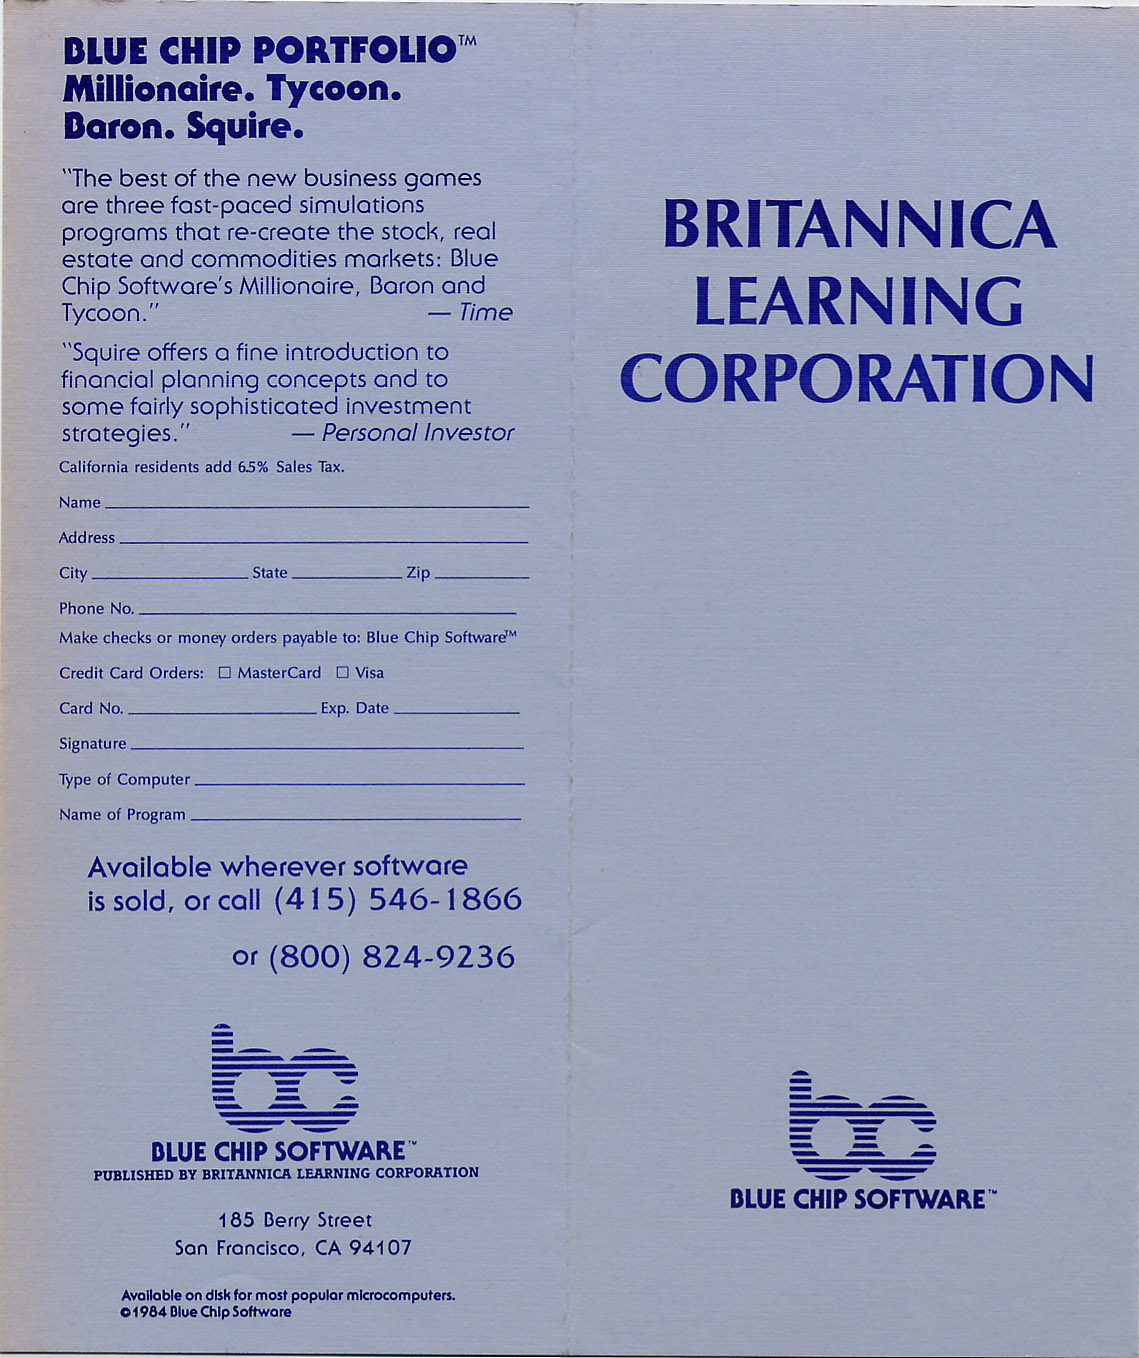 BLUE CHIP PORTFOLIO™
Millionaire. Tycoon.
Baron. Squire.
"The best of the new business games
are three fast-paced simulations
programs that re-create the stock, real
estate and commodities markets: Blue
Chip Software's Millionaire, Baron and
Tycoon." — Time
"Squire offers a fine introduction to
financial planning concepts and to
some fairly sophisticated investment
strategies." — Personal Investor
California residents add 6.5% Sales Tax.
Name
Address
City State Zip
Phone No.
Make checks or money orders payable to: Blue Chip Software™
Credit Card Orders: □ MasterCard □ Visa
Card No. Exp. Date
Signature
Type of Computer
Name of Program
Available wherever software
is sold, or call (415) 546-1866
or (800) 824-9236
bc
BLUE CHIP SOFTWARE™
PUBLISHED BY BRITANNICA LEARNING CORPORATION
185 Berry Street
San Francisco, CA 94107
Available on disk for most popular microcomputers.
©1984 Blue Chip Software
BRITANNICA
LEARNING
CORPORATION
bc
BLUE CHIP SOFTWARE™